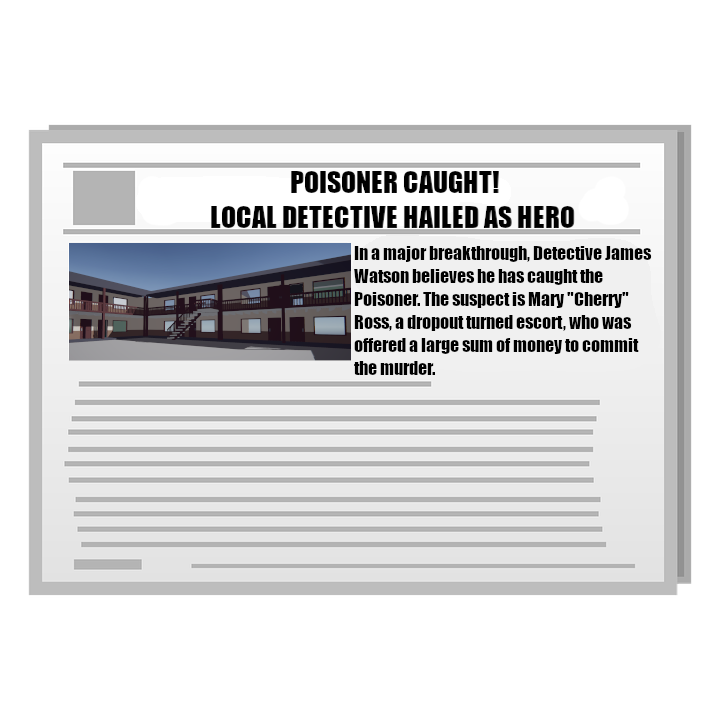 POISONER CAUGHT!
LOCAL DETECTIVE HAILED AS HERO
In a major breakthrough, Detective James
Watson believes he has caught the
Poisoner. The suspect is Mary "Cherry"
Ross, a dropout turned escort, who was
offered a large sum of money to commit
the murder.